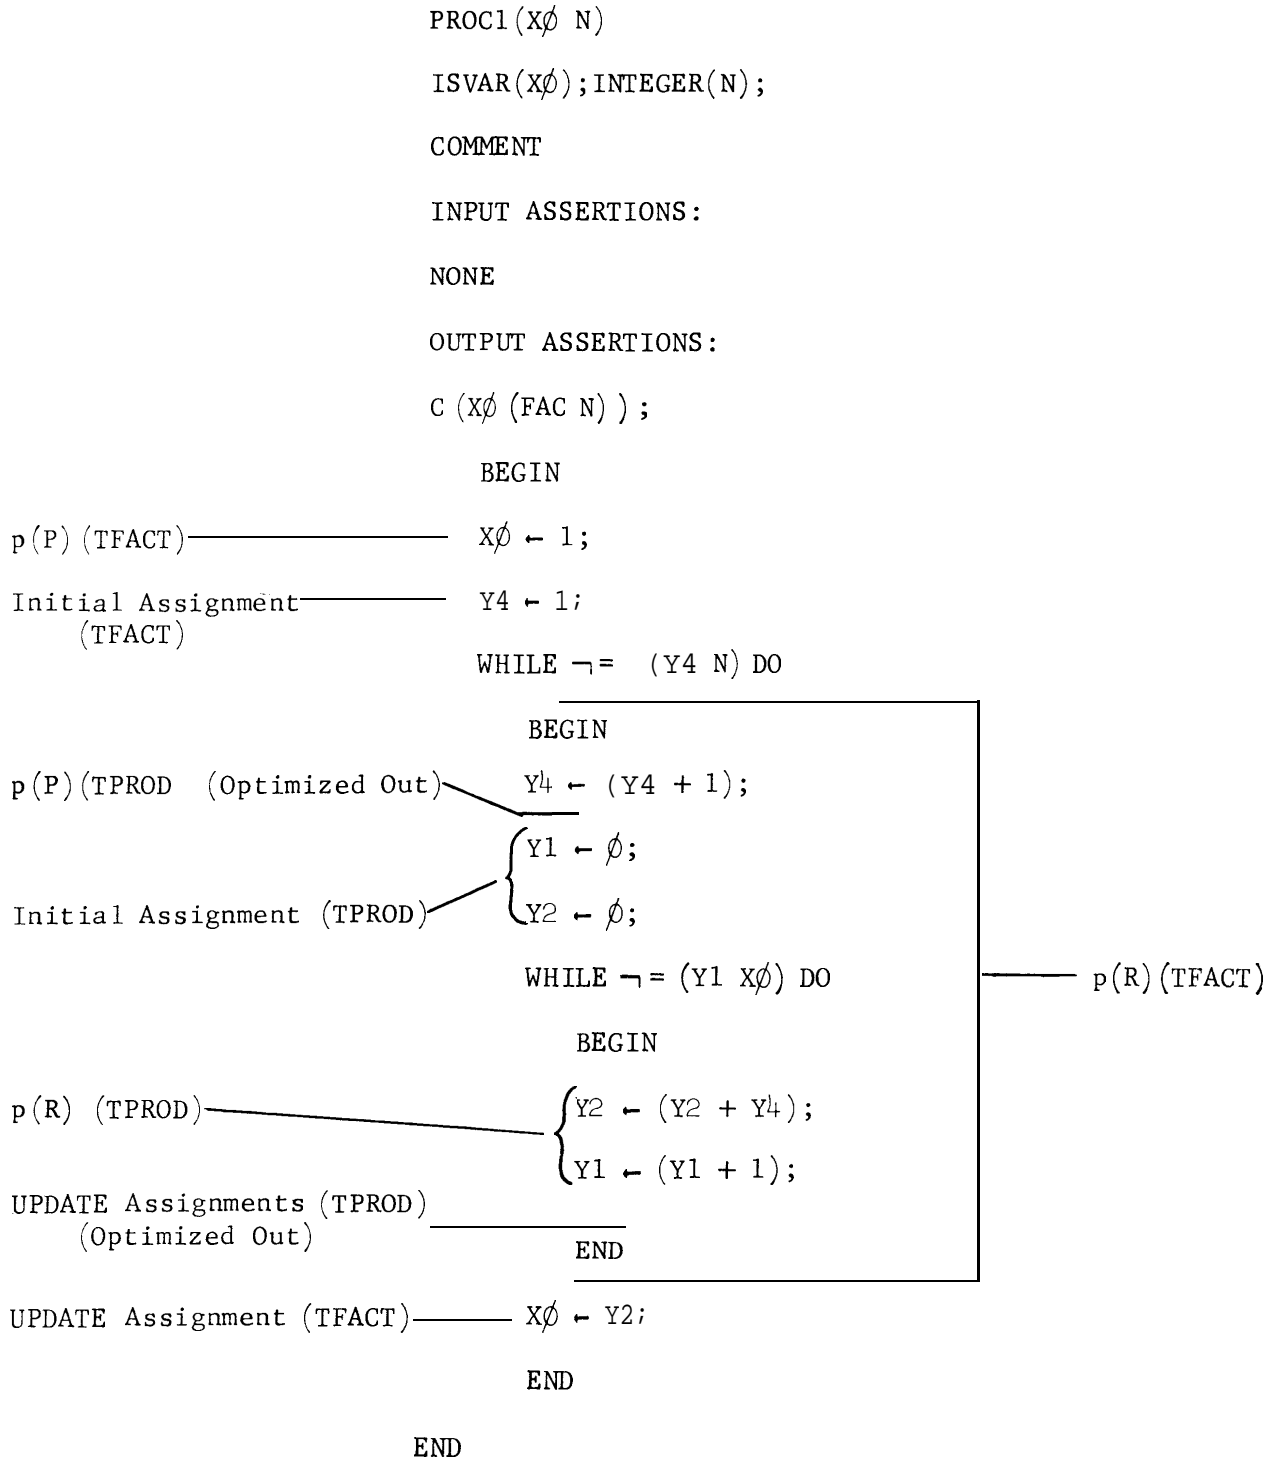 PROC1(XØ N)
ISVAR(XØ);INTEGER(N);
COMMENT
INPUT ASSERTIONS:
NONE
OUTPUT ASSERTIONS:
C (XØ (FAC N) ) ;
BEGIN
p(P) (TFACT) XØ ← 1;
Initial Assignment Y4 ← 1;
(TFACT)
WHILE ¬= (Y4 N) DO
BEGIN
p(P)(TPROD (Optimized Out) Y4 ← (Y4 + 1);
Y1 ← Ø;
Initial Assignment (TPROD) Y2 ← Ø;
WHILE ¬= (Y1 XØ) DO p(R)(TFACT)
BEGIN
p(R) (TPROD) Y2 ← (Y2 + Y4);
Y1 ← (Y1 + 1);
UPDATE Assignments (TPROD)
(Optimized Out)
END
UPDATE Assignment (TFACT) XØ ← Y2;
END
END